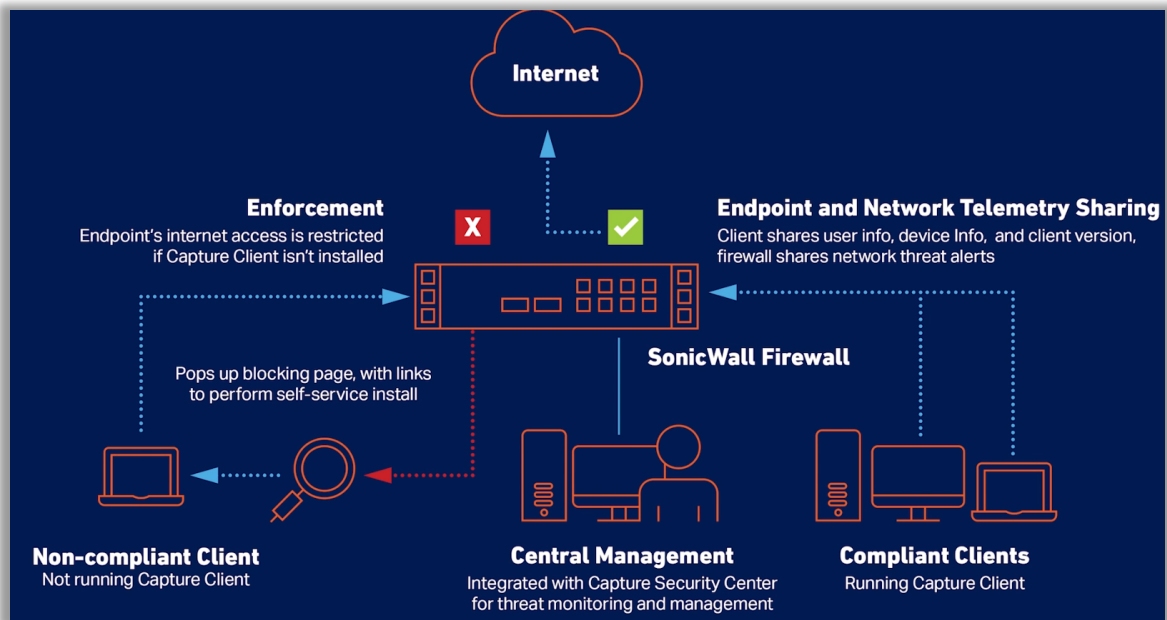 Internet
Enforcement
Endpoint's internet access is restricted
if Capture Client isn't installed
X
Endpoint and Network Telemetry Sharing
Client shares user info, device Info, and client version,
firewall shares network threat alerts
SonicWall Firewall
Pops up blocking page, with links
to perform self-service install
Non-compliant Client
Not running Capture Client
Central Management
Integrated with Capture Security Center
for threat monitoring and management
Compliant Clients
Running Capture Client